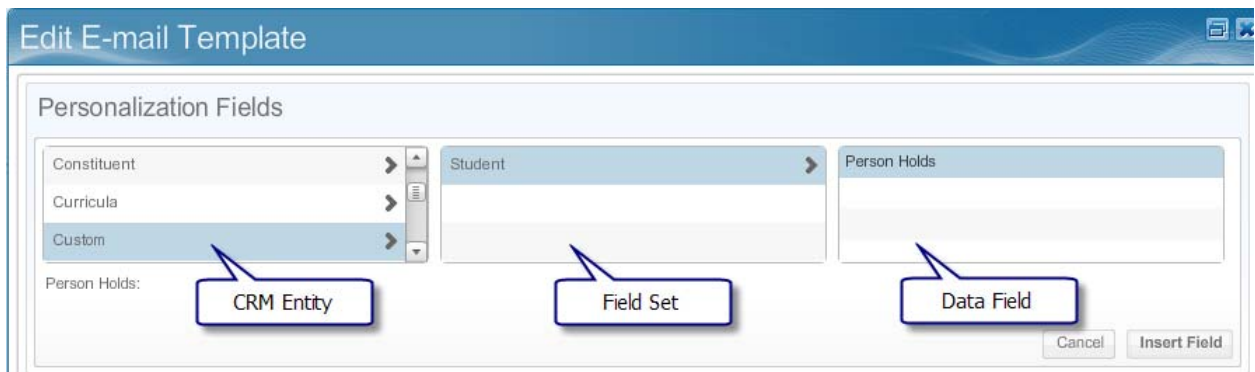 Edit E-mail Template
Personalization Fields
Constituent
Student
Person Holds
Curricula
Custom
Person Holds:
CRM Entity
Field Set
Data Field
Cancel
Insert Field